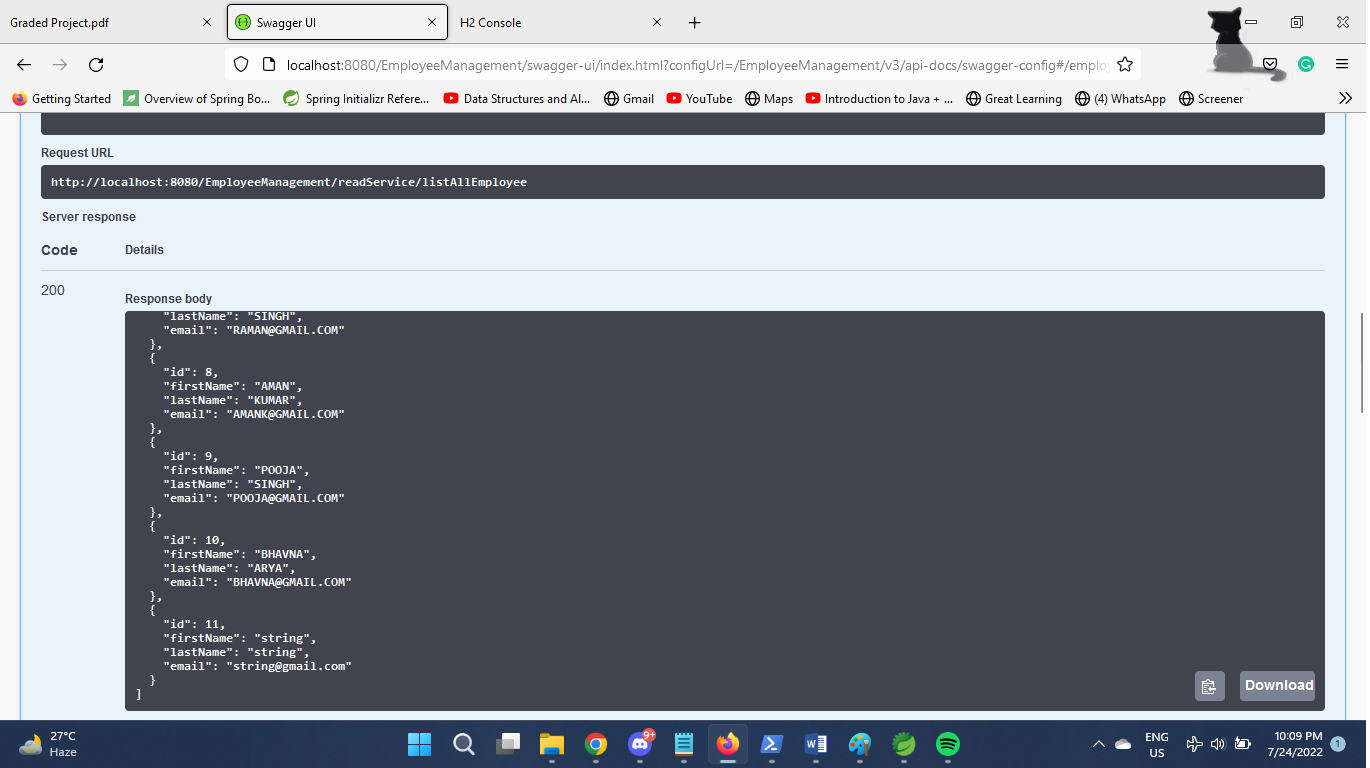 Graded Project.pdf
Swagger UI
H2 Console
localhost:8080/EmployeeManagement/swagger-ui/index.html?configUrl=/EmployeeManagement/v3/api-docs/swagger-config#/emplo
Getting Started
Overview of Spring Bo...
Spring Initializr Refere...
Data Structures and Al...
Gmail
YouTube
Maps
Introduction to Java + ...
Great Learning
(4) WhatsApp
Screener
Request URL
http://localhost:8080/EmployeeManagement/readService/listAllEmployee
Server response
Code Details
200
Response body
"lastName": "SINGH",
"email": "RAMAN@GMAIL.COM"
},
{
"id": 8,
"firstName": "AMAN",
"lastName": "KUMAR",
"email": "AMANK@GMAIL.COM"
},
{
"id": 9,
"firstName": "POOJA",
"lastName": "SINGH",
"email": "POOJA@GMAIL.COM"
},
{
"id": 10,
"firstName": "BHAVNA",
"lastName": "ARYA",
"email": "BHAVNA@GMAIL.COM"
},
{
"id": 11,
"firstName": "string",
"lastName": "string",
"email": "string@gmail.com"
}
]
Download
27°C
Haze
9+
ENG
US
10:09 PM
7/24/2022
1